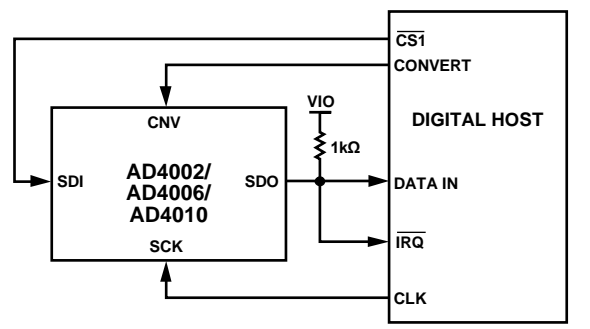 CS1
CONVERT
VIO
CNV
DIGITAL HOST
1kΩ
AD4002/
AD4006/
AD4010
SDI
SDO
DATA IN
SCK
IRQ
CLK